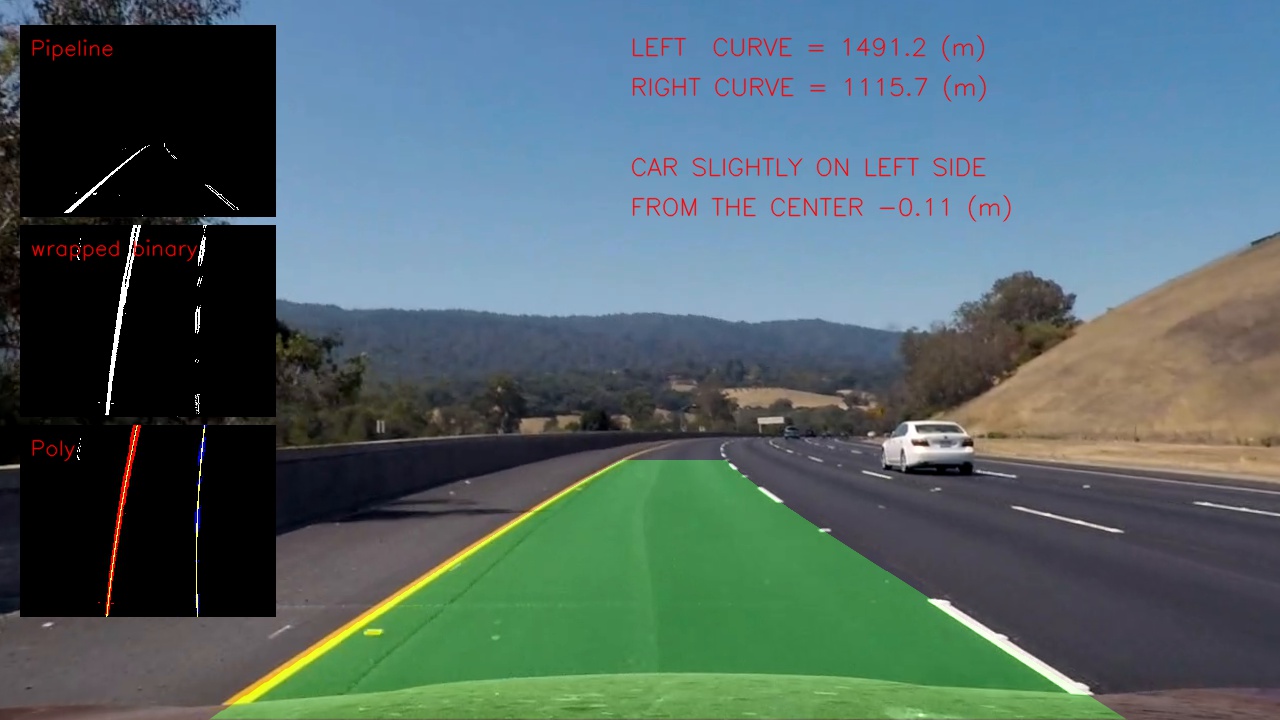 Pipeline
wrapped binary
Poly
LEFT CURVE = 1491.2 (m)
RIGHT CURVE = 1115.7 (m)
CAR SLIGHTLY ON LEFT SIDE
FROM THE CENTER -0.11 (m)